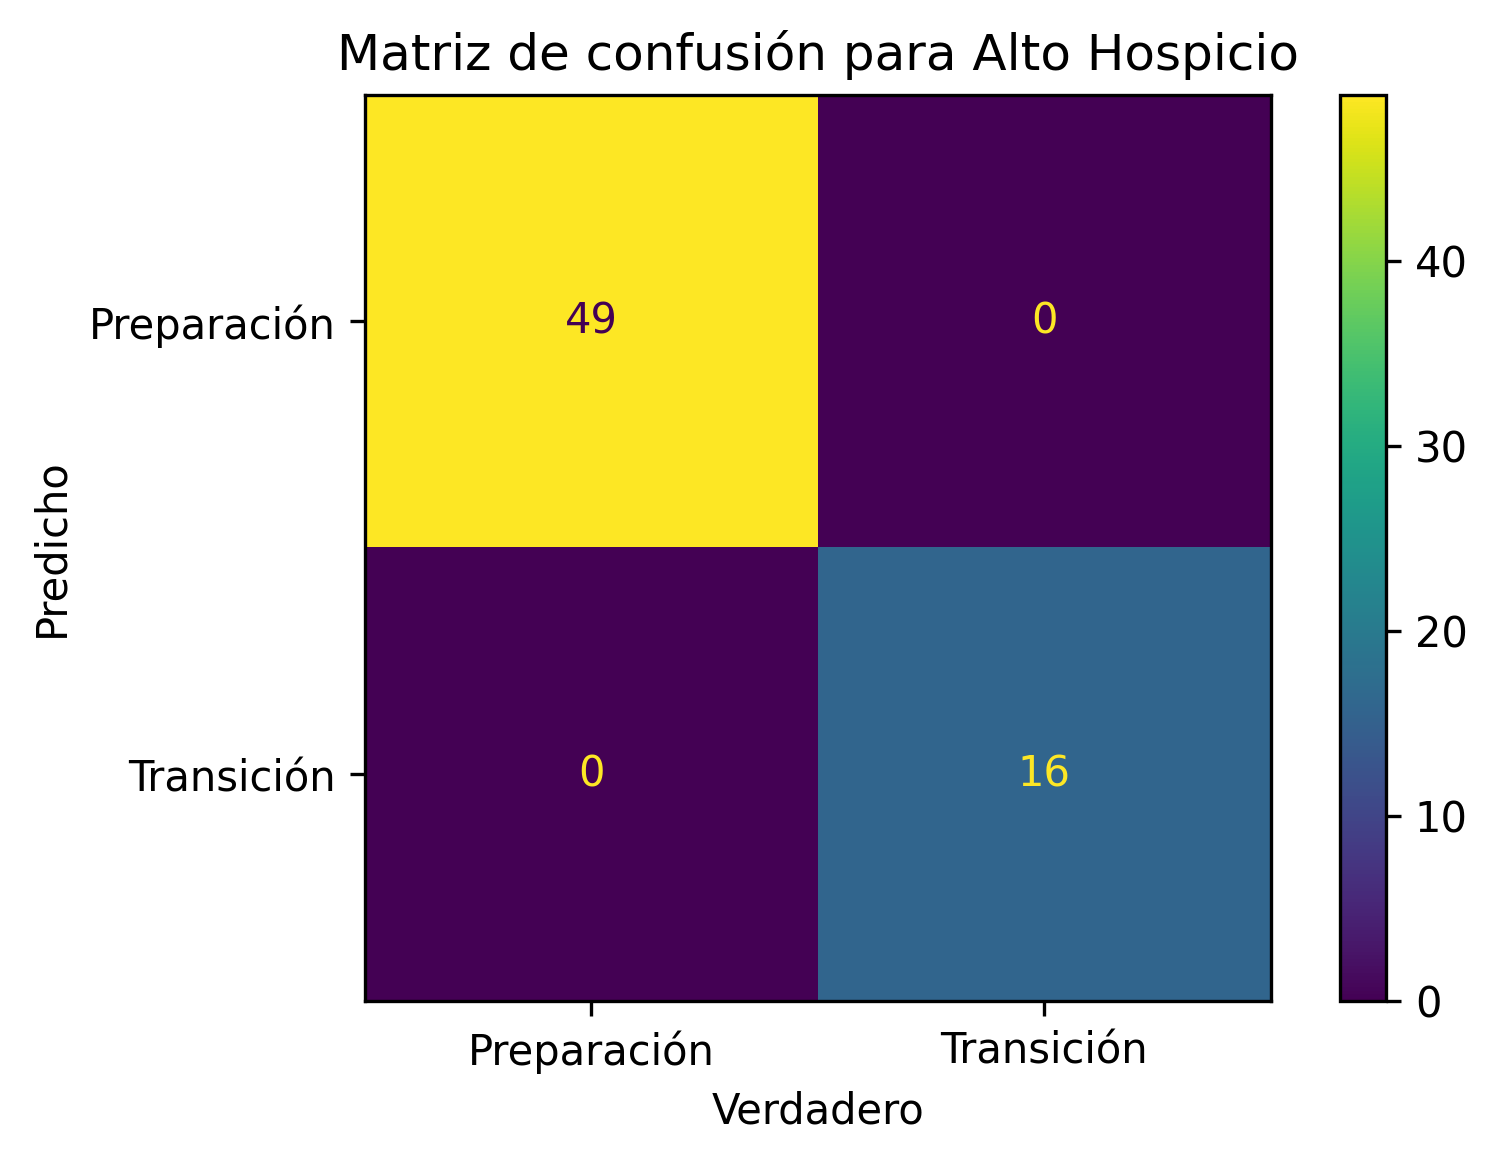 Matriz de confusión para Alto Hospicio
Predicho
Preparación
Transición
49
0
0
16
Preparación
Transición
Verdadero
40
30
20
10
0